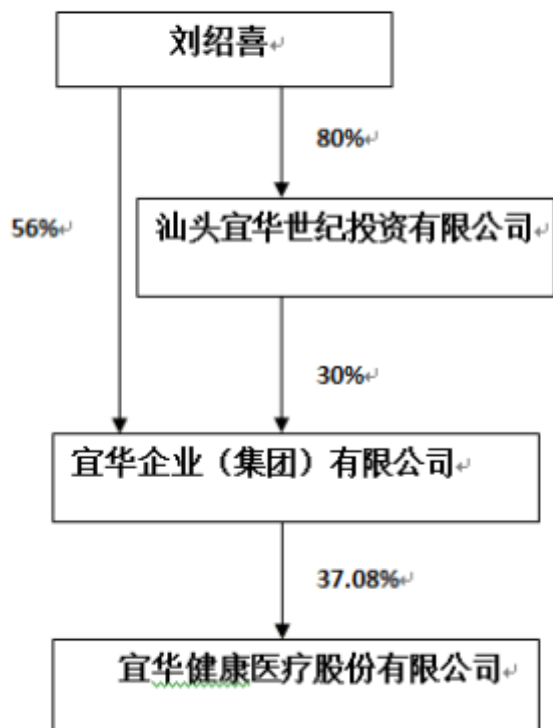 刘绍喜
80%
56%
汕头宜华世纪投资有限公司
30%
宜华企业（集团）有限公司
37.08%
宜华健康医疗股份有限公司